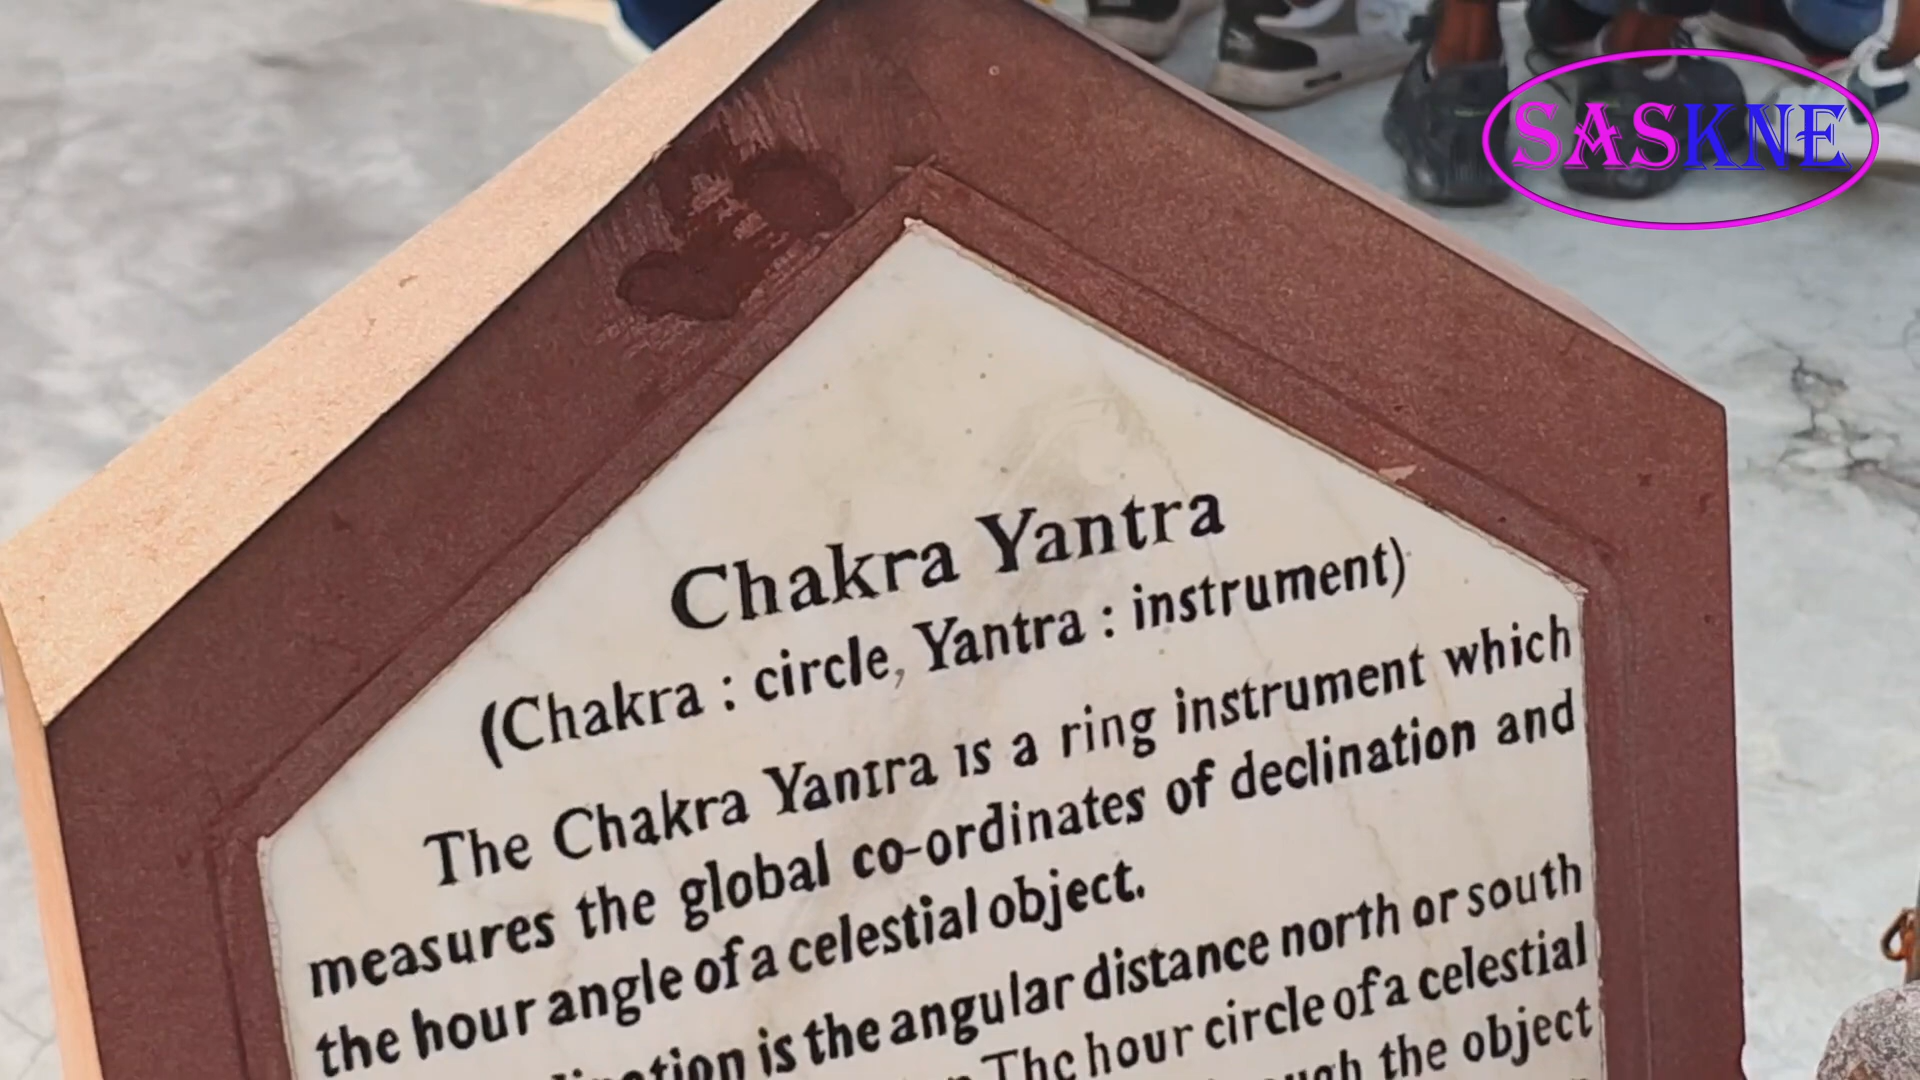 SASKNE
Chakra Yantra
(Chakra : circle, Yantra : instrument)
The Chakra Yantra is a ring instrument which
measures the global co-ordinates of declination and
the hour angle of a celestial object.
is the angular distance north or south
The hour circle of a celestial
the object